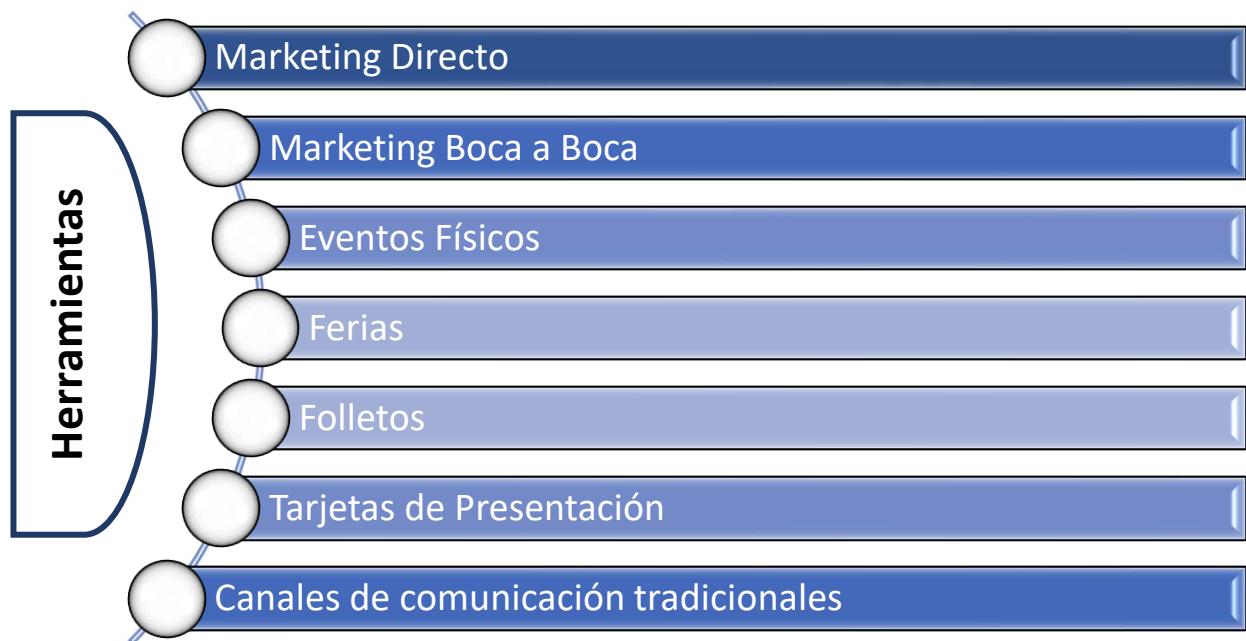 Herramientas
Marketing Directo
Marketing Boca a Boca
Eventos Físicos
Ferias
Folletos
Tarjetas de Presentación
Canales de comunicación tradicionales